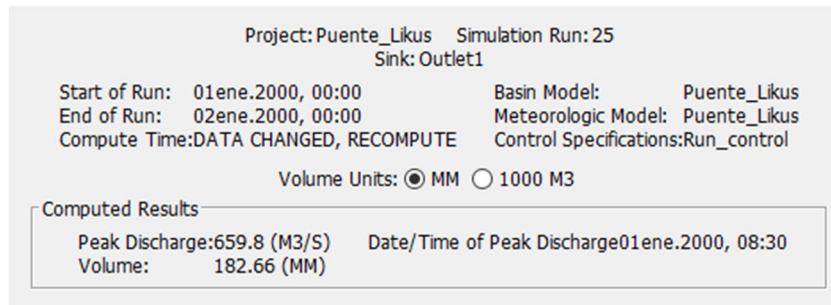 Project: Puente_Likus Simulation Run: 25
Sink: Outlet1
Start of Run: 01ene.2000, 00:00 Basin Model: Puente_Likus
End of Run: 02ene.2000, 00:00 Meteorologic Model: Puente_Likus
Compute Time:DATA CHANGED, RECOMPUTE Control Specifications:Run_control
Volume Units: MM 1000 M3
Computed Results
Peak Discharge:659.8 (M3/S) Date/Time of Peak Discharge01ene.2000, 08:30
Volume: 182.66 (MM)